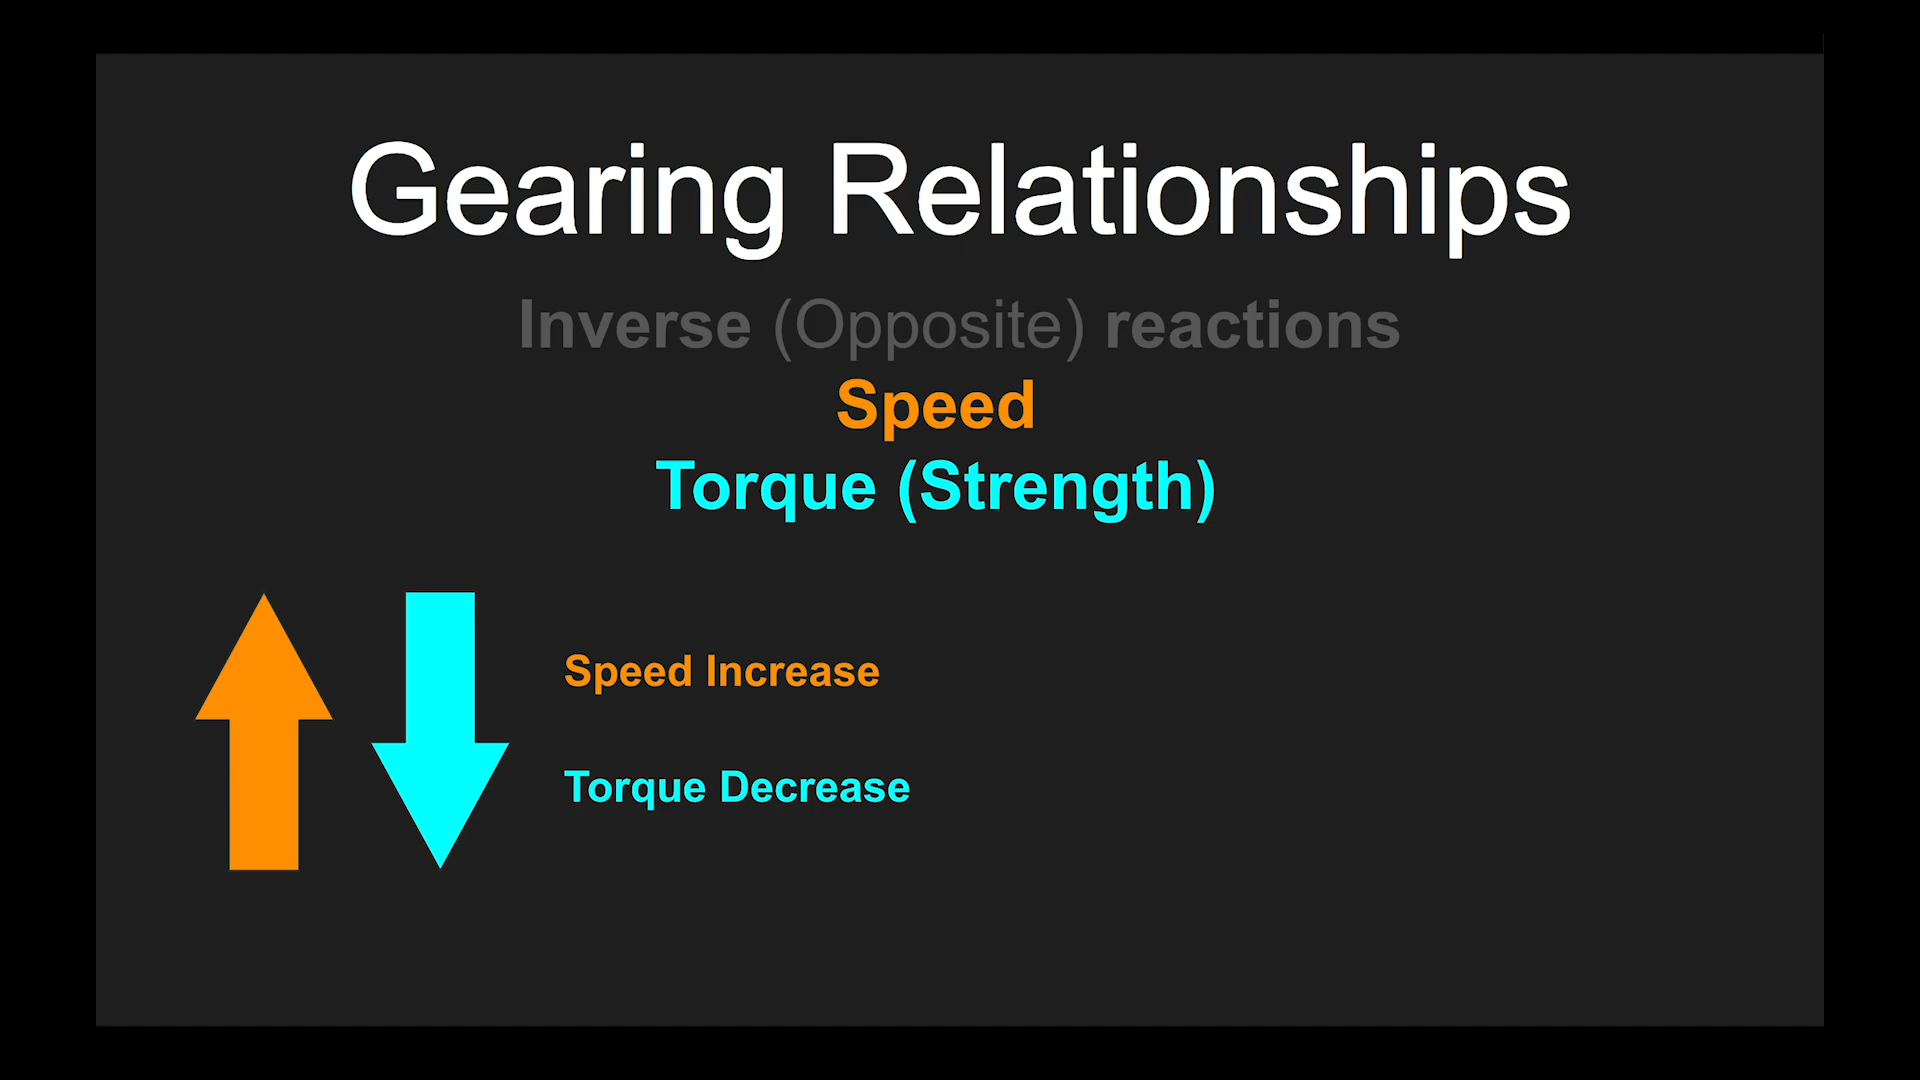 Gearing Relationships
Inverse (Opposite) reactions
Speed
Torque (Strength)
Speed Increase
Torque Decrease